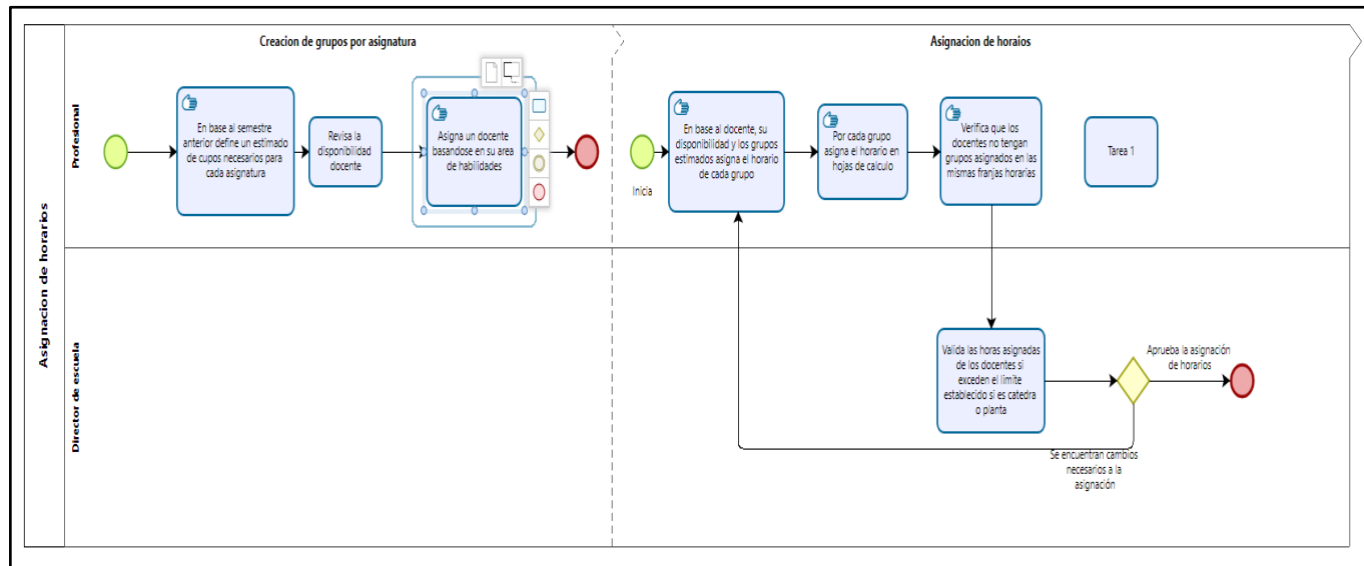 Asignacion de horarios
Creacion de grupos por asignatura
Asignacion de horaios
Profesional
En base al semestre
anterior define un estimado
de cupos necesarios para
cada asignatura
Revisa la
disponibilidad
docente
Asigna un docente
basandose en su area de
habilidades
Inicia
En base al docente, su
disponibilidad y los grupos
estimados asigna el horario
de cada grupo
Por cada grupo
asigna el horario en
hojas de calculo
Verifica que los
docentes no tengan
grupos asignados en las
mismas franjas horarias
Tarea 1
Director de escuela
Valida las horas asignadas
de los docentes si
exceden el límite
establecido si es catedra
o planta
Aprueba la asignación
de horarios
Se encuentran cambios
necesarios a la
asignación